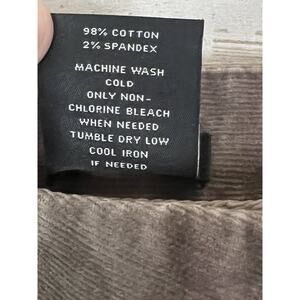 98% COTTON
2% SPANDEX
MACHINE WASH
COLD
ONLY NON-
CHLORINE BLEACH
WHEN NEEDED
TUMBLE DRY LOW
COOL IRON
IF NEEDED